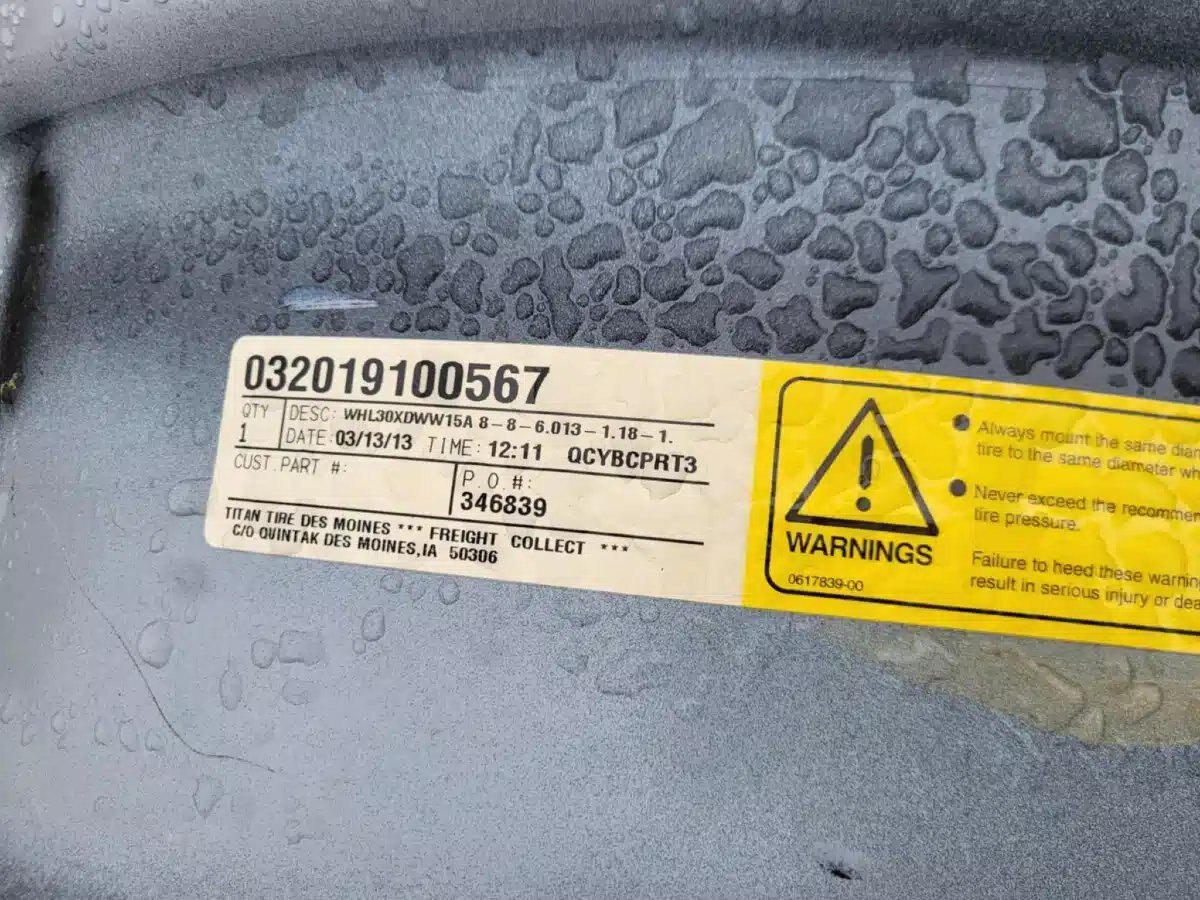 032019100567
QTY DESC: WHL30XDWW15A 8-8-6.013-1.18-1.
1 DATE:03/13/13 TIME:12:11 QCYBCPRT3
CUST.PART #:
P.O.#:
346839
TITAN TIRE DES MOINES *** FREIGHT COLLECT ***
C/O QUINTAK DES MOINES,IA 50306
WARNINGS
0617839-00
Always mount the same diam
tire to the same diameter wh
Never exceed the recommen
tire pressure.
Failure to heed these warning
result in serious injury or dea